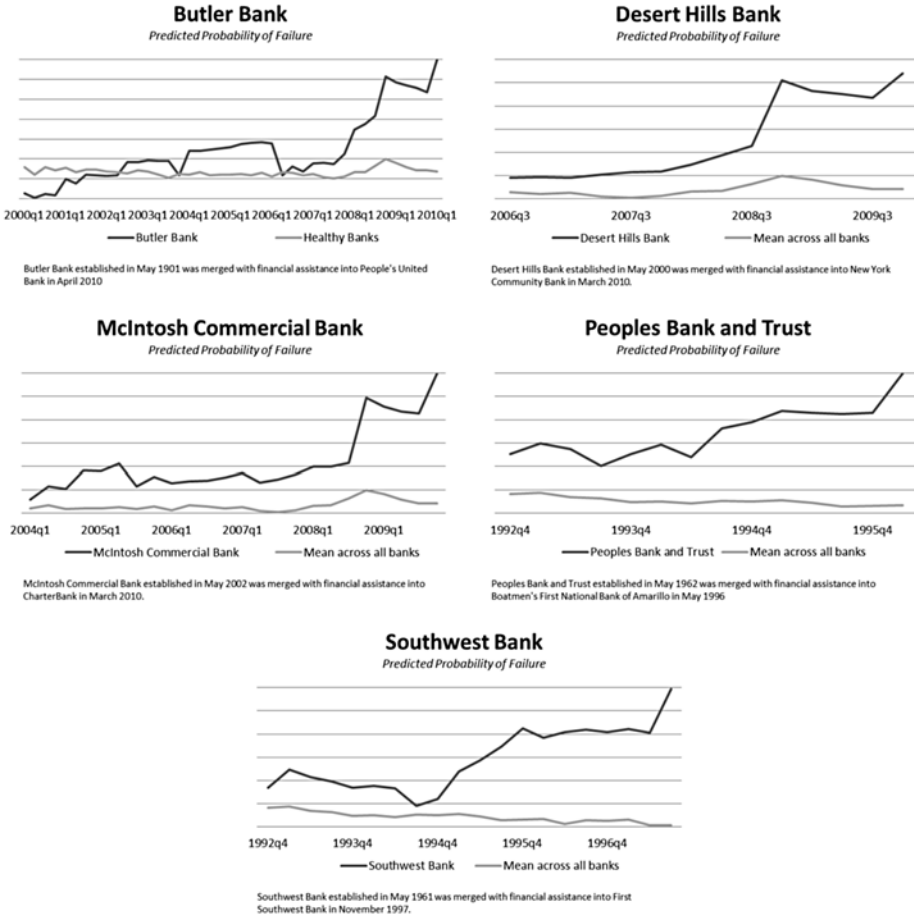 Butler Bank
Predicted Probability of Failure
2000q1 2001q1 2002q1 2003q1 2004q1 2005q1 2006q1 2007q1 2008q1 2009q1 2010q1
Butler Bank Healthy Banks
Butler Bank established in May 1901 was merged with financial assistance into People's United
Bank in April 2010
Desert Hills Bank
Predicted Probability of Failure
2006q3 2007q3 2008q3 2009q3
Desert Hills Bank Mean across all banks
Desert Hills Bank established in May 2000 was merged with financial assistance into New York
Community Bank in March 2010.
McIntosh Commercial Bank
Predicted Probability of Failure
2004q1 2005q1 2006q1 2007q1 2008q1 2009q1
McIntosh Commercial Bank Mean across all banks
McIntosh Commercial Bank established in May 2002 was merged with financial assistance into
CharterBank in March 2010.
Peoples Bank and Trust
Predicted Probability of Failure
1992q4 1993q4 1994q4 1995q4
Peoples Bank and Trust Mean across all banks
Peoples Bank and Trust established in May 1962 was merged with financial assistance into
Boatmen's First National Bank of Amarillo in May 1996
Southwest Bank
Predicted Probability of Failure
1992q4 1993q4 1994q4 1995q4 1996q4
Southwest Bank Mean across all banks
Southwest Bank established in May 1961 was merged with financial assistance into First
Southwest Bank in November 1997.